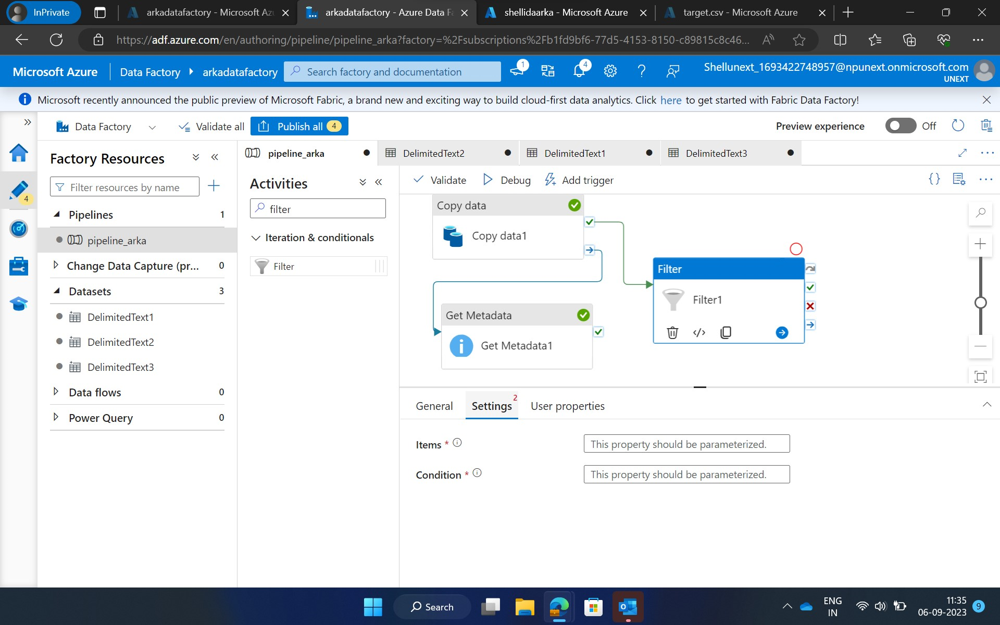 InPrivate
arkadatafactory - Microsoft Az
arkadatafactory - Azure Data Fa
shellidaarka - Microsoft Azure
target.csv - Microsoft Azure
https://adf.azure.com/en/authoring/pipeline/pipeline_arka?factory=%2Fsubscriptions%2Fb1fd9bf6-77d5-4153-8150-c89815c8c46...
Microsoft Azure
Data Factory
arkadatafactory
Search factory and documentation
1
4
Shellunext_1693422748957@npunext.onmicrosoft.com
UNEXT
Microsoft recently announced the public preview of Microsoft Fabric, a brand new and exciting way to build cloud-first data analytics. Click here to get started with Fabric Data Factory!
Data Factory
Validate all
Publish all 4
Preview experience
Off
4
Factory Resources
Filter resources by name
Pipelines 1
pipeline_arka
Change Data Capture (pr... 0
Datasets 3
DelimitedText1
DelimitedText2
DelimitedText3
Data flows 0
Power Query 0
pipeline_arka
DelimitedText2
DelimitedText1
DelimitedText3
Activities
filter
Iteration & conditionals
Filter
Validate
Debug
Add trigger
Copy data
Copy data1
Get Metadata
Get Metadata1
Filter
Filter1
General
Settings 2
User properties
Items *
This property should be parameterized.
Condition *
This property should be parameterized.
Search
ENG
IN
11:35
06-09-2023
9